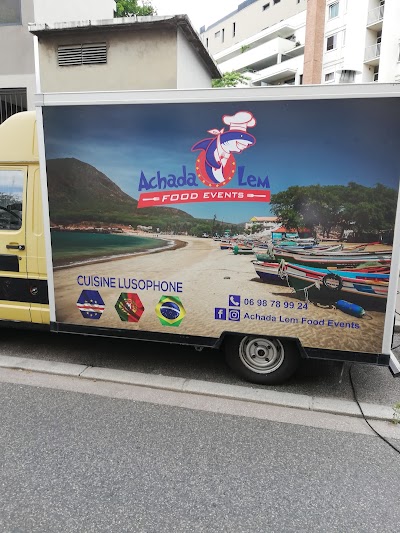 Achada Lem
FOOD EVENTS
CUISINE LUSOPHONE
06 98 78 99 24
Achada Lem Food Events